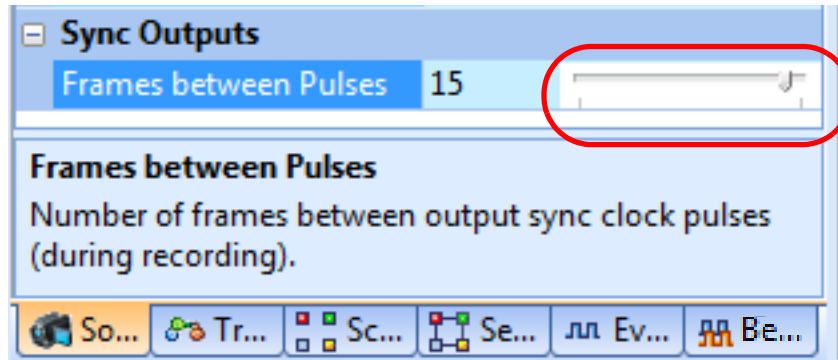 Sync Outputs
Frames between Pulses 15
Frames between Pulses
Number of frames between output sync clock pulses
(during recording).
So... Tr... Sc... Se... Ev... Be...